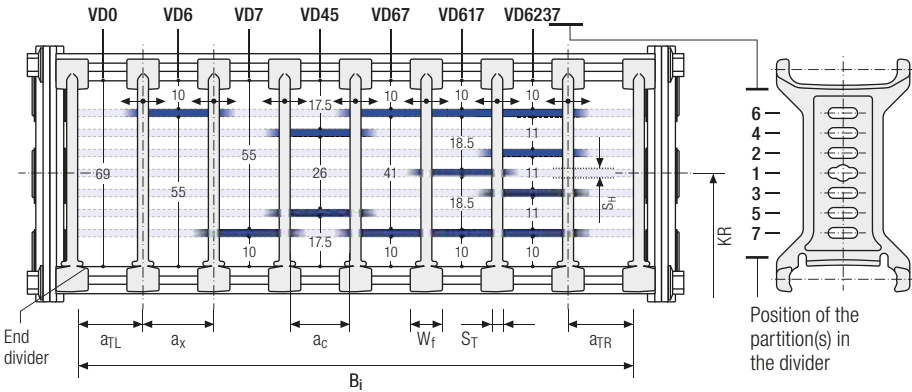 VD0 VD6 VD7 VD45 VD67 VD617 VD6237
10 10 10 10
17.5
6
11
4
18.5
55
2
69 26 41 11
1
55
S_H
18.5
3
KR
11
5
17.5
10 10 10 10
7
End divider
a_TL a_x a_c W_f S_T a_TR
B_i
Position of the
partition(s) in
the divider